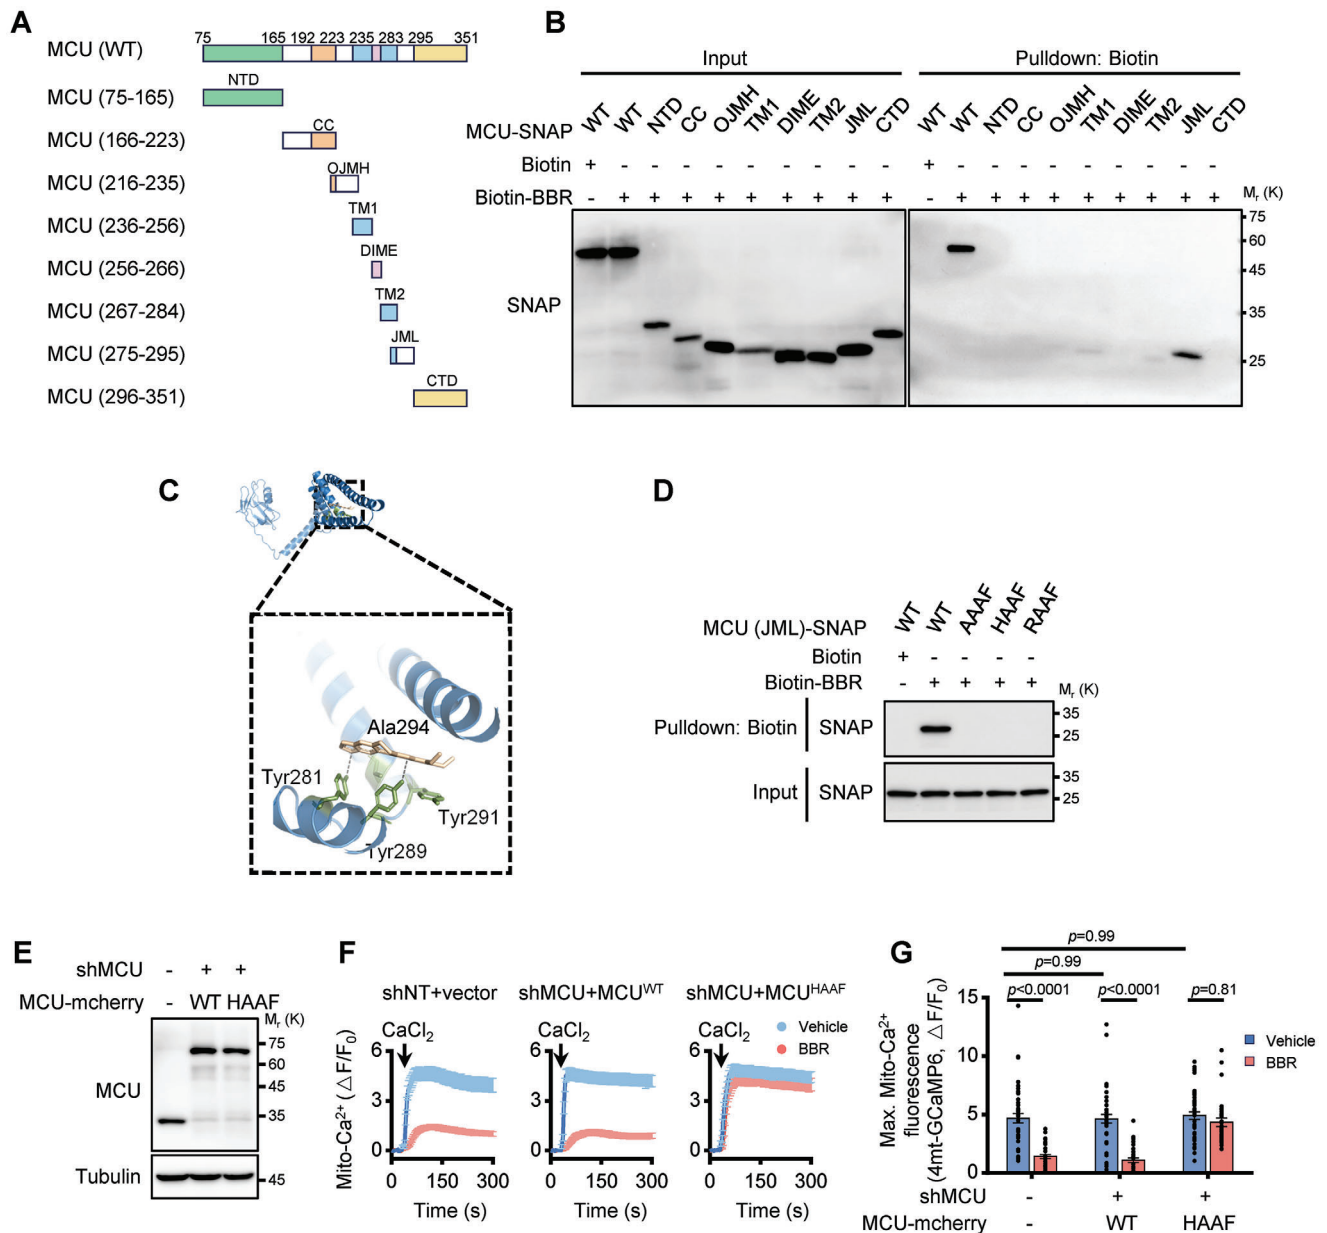 A
75 165 192 223 235 283 295 351
MCU (WT)
NTD
MCU (75-165)
CC
MCU (166-223)
OJMH
MCU (216-235)
TM1
MCU (236-256)
DIME
MCU (256-266)
TM2
MCU (267-284)
JML
MCU (275-295)
CTD
MCU (296-351)
B
Input Pulldown: Biotin
MCU-SNAP WT WT NTD CC OJMH TM1 DIME TM2 JML CTD WT WT NTD CC OJMH TM1 DIME TM2 JML CTD
Biotin + - - - - - - - - - + - - - - - - - - -
Biotin-BBR - + + + + + + + + + - + + + + + + + + + Mr (K)
75
60
45
SNAP
35
25
C
Ala294
Tyr281
Tyr291
Tyr289
D
MCU (JML)-SNAP WT WT AAAF HAAF RAAF
Biotin + - - - -
Biotin-BBR - + + + + Mr (K)
Pulldown: Biotin SNAP 35
25
Input SNAP 35
25
E
shMCU - + +
MCU-mcherry - WT HAAF
Mr (K)
75
60
MCU 45
35
Tubulin 45
F
shNT+vector shMCU+MCU^WT shMCU+MCU^HAAF
CaCl2 CaCl2 CaCl2
Vehicle
BBR
Mito-Ca2+ (△F/F0)
6 6 6
3 3 3
0 0 0
0 150 300 0 150 300 0 150 300
Time (s) Time (s) Time (s)
G
p=0.99
p=0.99
p<0.0001 p<0.0001 p=0.81
Max. Mito-Ca2+
fluorescence
(4mt-GCaMP6, △F/F0)
15
10
5
0
Vehicle
BBR
shMCU - + +
MCU-mcherry WT HAAF